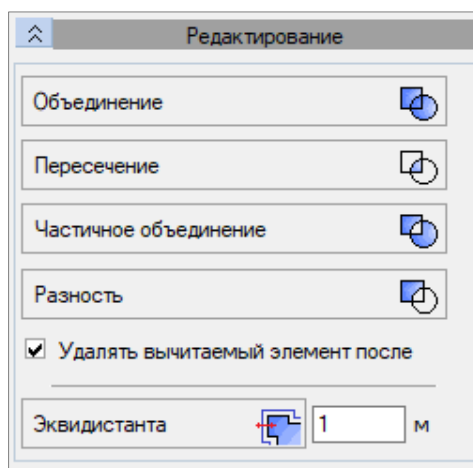 Редактирование
Объединение
Пересечение
Частичное объединение
Разность
Удалять вычитаемый элемент после
Эквидистанта 1 м